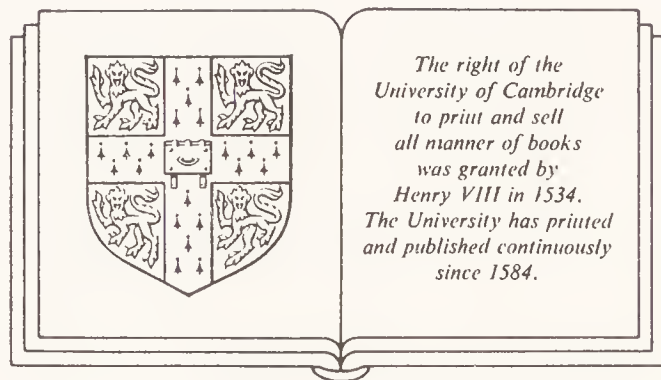 The right of the
University of Cambridge
to print and sell
all manner of books
was granted by
Henry VIII in 1534.
The University has printed
and published continuously
since 1584.